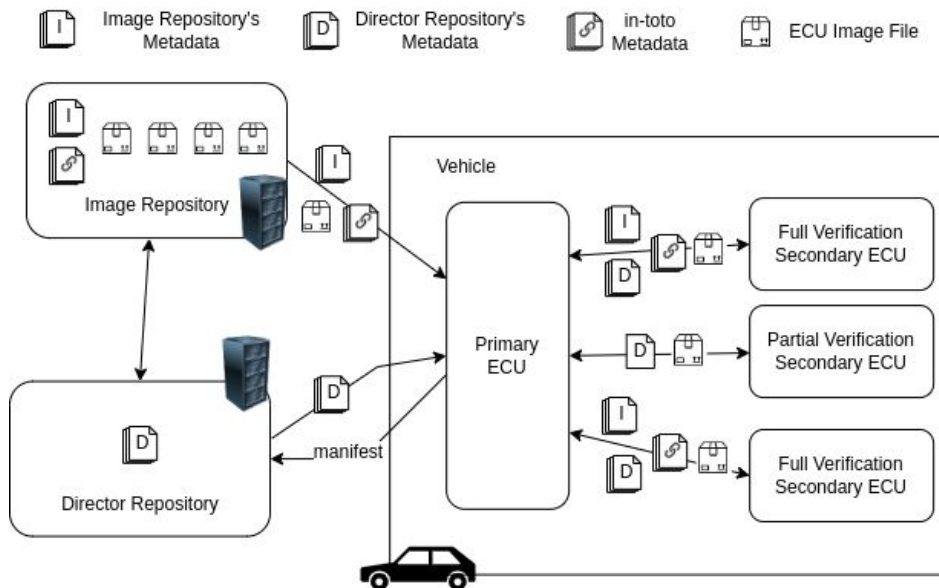 I
Image Repository's
Metadata
D
Director Repository's
Metadata
in-toto
Metadata
ECU Image File
I
Image Repository
I
Vehicle
Primary
ECU
I
D
Full Verification
Secondary ECU
D
Partial Verification
Secondary ECU
I
D
Full Verification
Secondary ECU
D
manifest
D
Director Repository